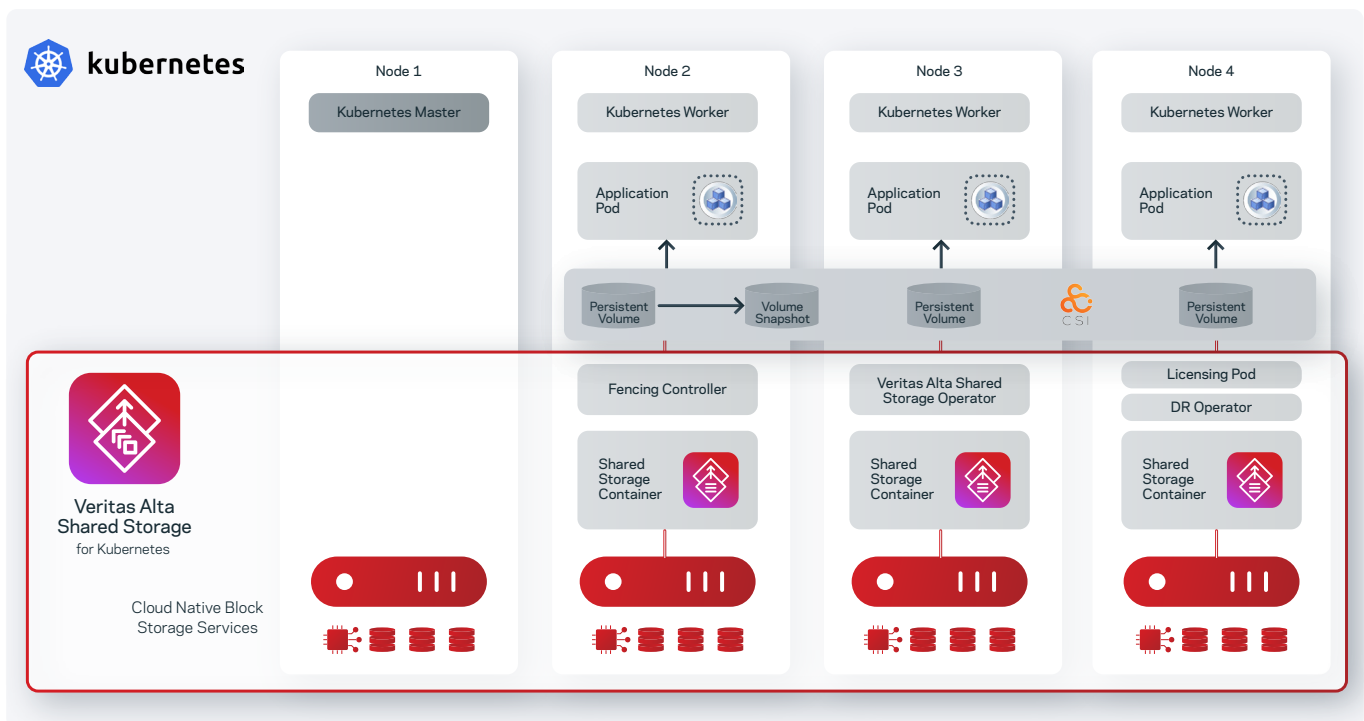 kubernetes
Node 1
Kubernetes Master
Node 2
Kubernetes Worker
Application
Pod
Node 3
Kubernetes Worker
Application
Pod
Node 4
Kubernetes Worker
Application
Pod
Persistent
Volume
Volume
Snapshot
Persistent
Volume
CSI
Persistent
Volume
Veritas Alta
Shared Storage
for Kubernetes
Cloud Native Block
Storage Services
Fencing Controller
Shared
Storage
Container
Veritas Alta Shared
Storage Operator
Shared
Storage
Container
Licensing Pod
DR Operator
Shared
Storage
Container